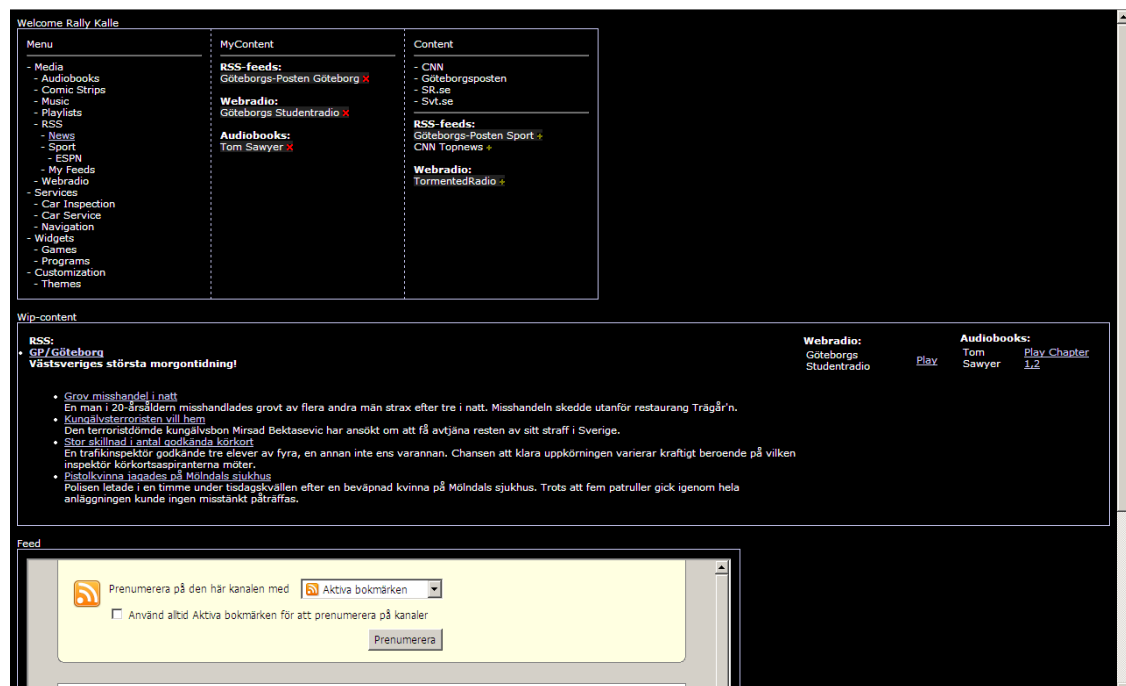 Welcome Rally Kalle
Menu
- Media
- Audiobooks
- Comic Strips
- Music
- Playlists
- RSS
- News
- Sport
- ESPN
- My Feeds
- Webradio
- Services
- Car Inspection
- Car Service
- Navigation
- Widgets
- Games
- Programs
- Customization
- Themes
MyContent
RSS-feeds:
Göteborgs-Posten Göteborg ×
Webradio:
Göteborgs Studentradio ×
Audiobooks:
Tom Sawyer ×
Content
- CNN
- Göteborgsposten
- SR.se
- Svt.se
RSS-feeds:
Göteborgs-Posten Sport +
CNN Topnews +
Webradio:
TormentedRadio +
Wip-content
RSS:
• GP/Göteborg
Västsveriges största morgontidning!
• Grov misshandel i natt
En man i 20-årsåldern misshandlades grovt av flera andra män strax efter tre i natt. Misshandeln skedde utanför restaurang Trägår'n.
• Kungälvsterroristen vill hem
Den terroristdömde kungälvsbon Mirsad Bektasevic har ansökt om att få avtjäna resten av sitt straff i Sverige.
• Stor skillnad i antal godkända körkort
En trafikinspektör godkände tre elever av fyra, en annan inte ens varannan. Chansen att klara uppkörningen varierar kraftigt beroende på vilken
inspektör körkortsaspiranterna möter.
• Pistolkvinna jagades på Mölndals sjukhus
Polisen letade i en timme under tisdagskvällen efter en beväpnad kvinna på Mölndals sjukhus. Trots att fem patruller gick igenom hela
anläggningen kunde ingen misstänkt påträffas.
Webradio:
Göteborgs
Studentradio
Play
Audiobooks:
Tom
Sawyer
Play Chapter
1,2
Feed
Prenumerera på den här kanalen med
Aktiva bokmärken
Använd alltid Aktiva bokmärken för att prenumerera på kanaler
Prenumerera